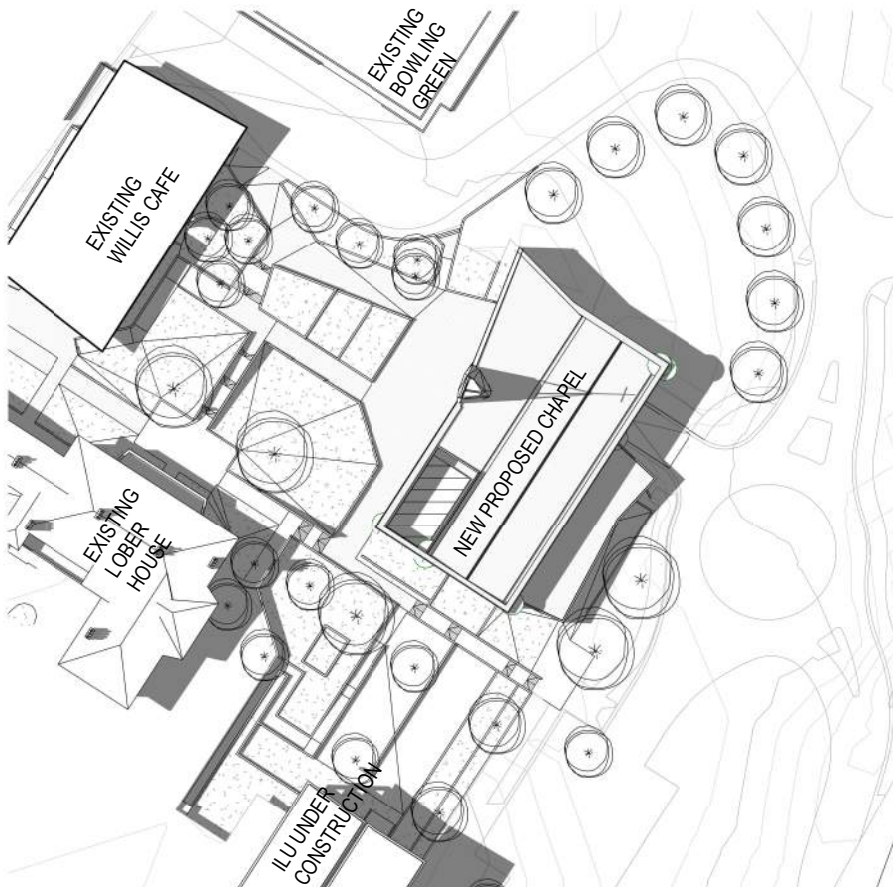 EXISTING
BOWLING
GREEN
EXISTING
WILLIS CAFE
NEW PROPOSED CHAPEL
EXISTING
LOBER
HOUSE
ILU UNDER
CONSTRUCTION